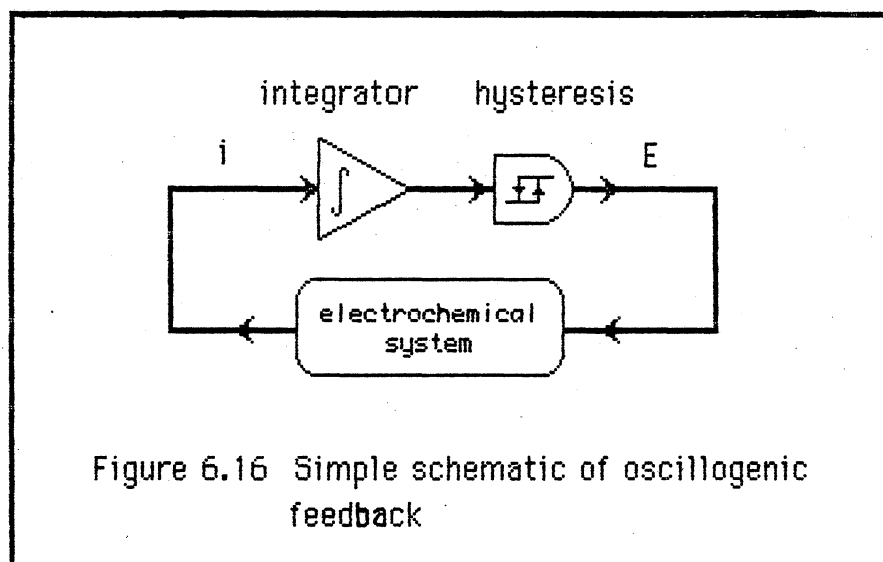 integrator hysteresis
i
E
∫
electrochemical
system
Figure 6.16 Simple schematic of oscillogenic
feedback